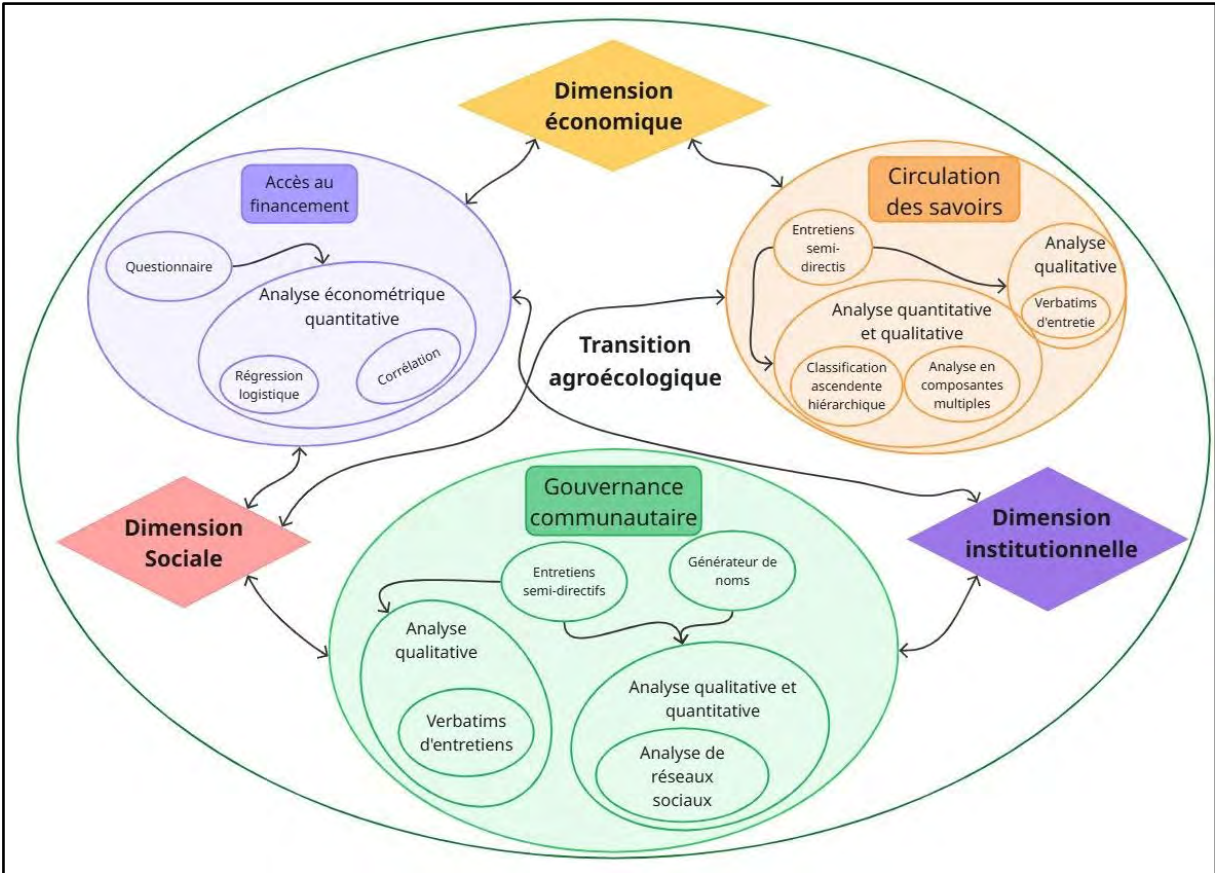 Dimension
économique
Accès au
financement
Questionnaire
Analyse économétrique
quantitative
Régression
logistique
Corrélation
Circulation
des savoirs
Entretiens
semi-
directis
Analyse
qualitative
Verbatims
d'entretie
Analyse quantitative
et qualitative
Classification
ascendente
hiérarchique
Analyse en
composantes
multiples
Transition
agroécologique
Dimension
Sociale
Gouvernance
communautaire
Entretiens
semi-directifs
Générateur de
noms
Analyse
qualitative
Verbatims
d'entretiens
Analyse qualitative et
quantitative
Analyse de
réseaux
sociaux
Dimension
institutionnelle